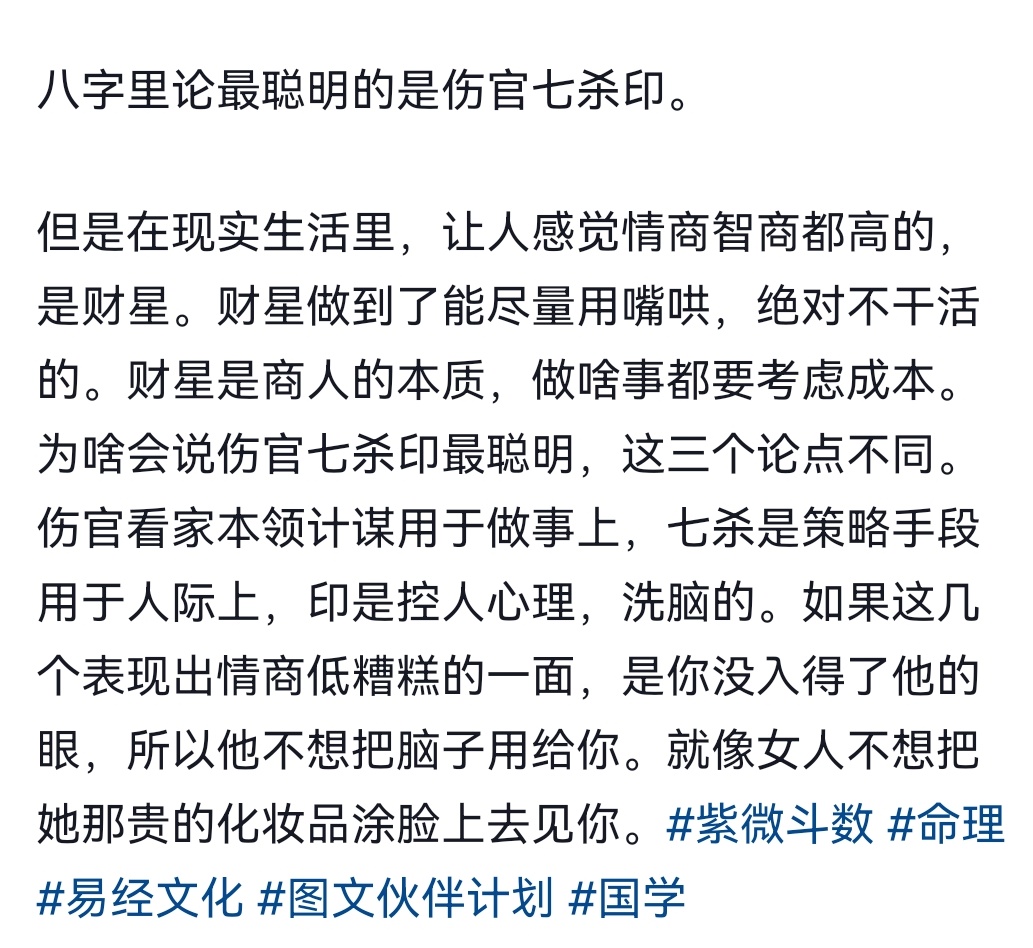 八字里论最聪明的是伤官七杀印。
但是在现实生活里，让人感觉情商智商都高的，
是财星。财星做到了能尽量用嘴哄，绝对不干活
的。财星是商人的本质，做啥事都要考虑成本。
为啥会说伤官七杀印最聪明，这三个论点不同。
伤官看家本领计谋用于做事上，七杀是策略手段
用于人际上，印是控人心理，洗脑的。如果这几
个表现出情商低糟糕的一面，是你没入得了他的
眼，所以他不想把脑子用给你。就像女人不想把
她那贵的化妆品涂脸上去见你。#紫微斗数 #命理
#易经文化 #图文伙伴计划 #国学